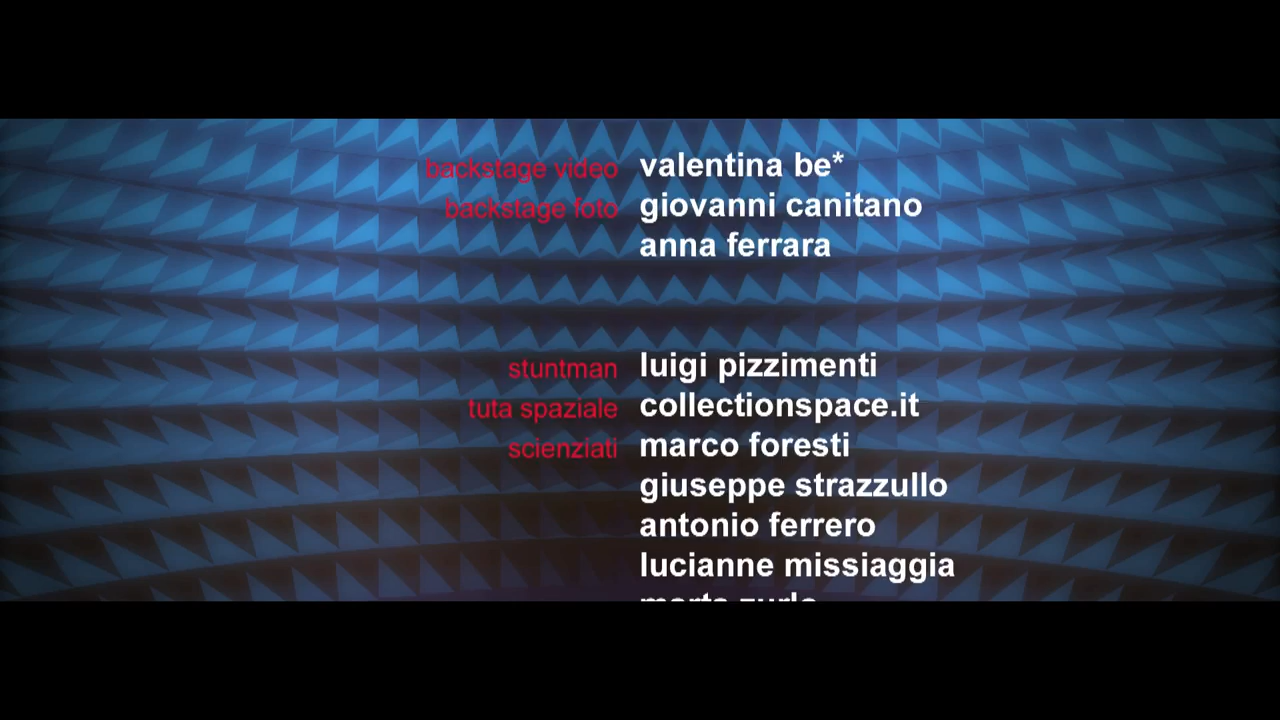 backstage video valentina be*
backstage foto giovanni canitano
anna ferrara
stuntman luigi pizzimenti
tuta spaziale collectionspace.it
scienziati marco foresti
giuseppe strazzullo
antonio ferrero
lucianne missiaggia